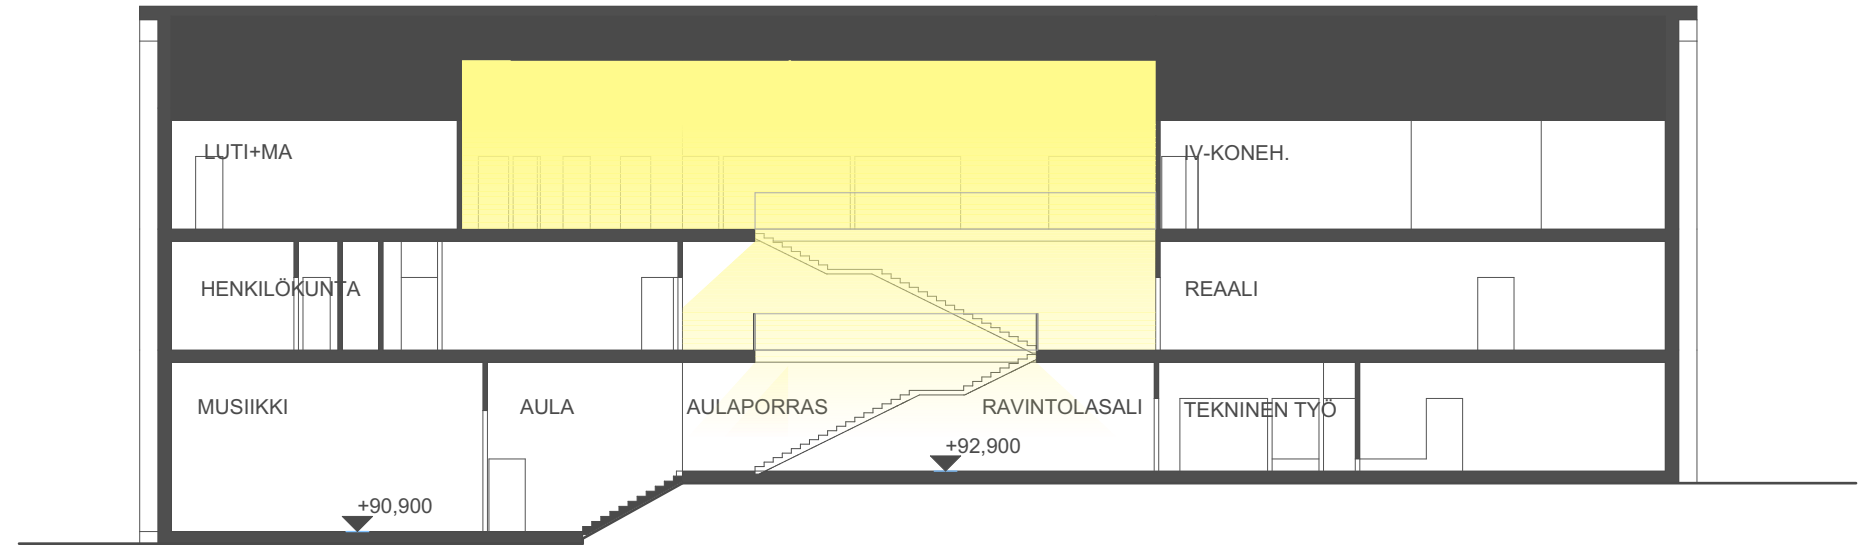 LUTI+MA
IV-KONEH.
HENKILÖKUNTA
REAALI
MUSIIKKI
AULA
AULAPORRAS
RAVINTOLASALI
TEKNINEN TYÖ
+92,900
+90,900